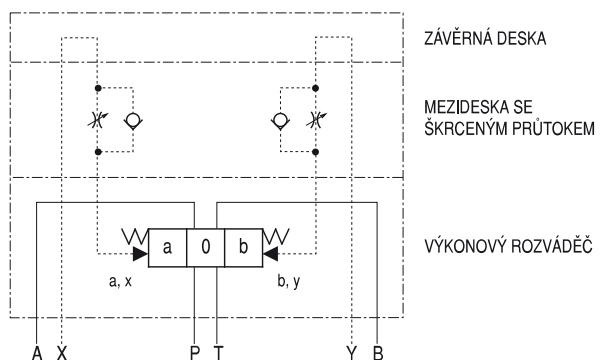 ZÁVĚRNÁ DESKA
MEZIDESKA SE
ŠKRCENÝM PRŮTOKEM
a 0 b
VÝKONOVÝ ROZVÁDĚČ
a, x b, y
A X P T Y B